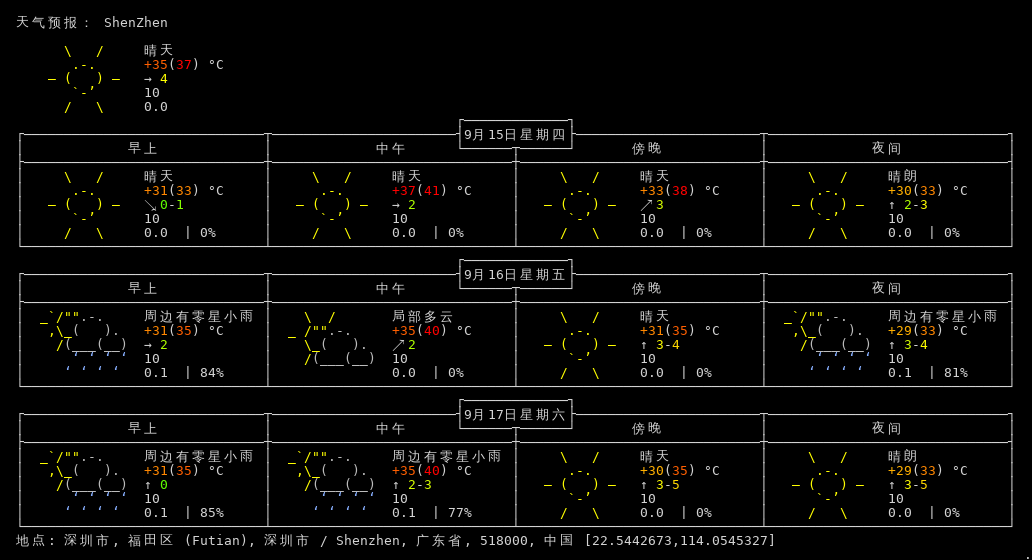 天气预报： ShenZhen
晴天
+35(37) °C
→ 4
10
0.0
9月15日星期四
早上 中午 傍晚 夜间
晴天 晴天 晴天 晴朗
+31(33) °C +37(41) °C +33(38) °C +30(33) °C
↘ 0-1 → 2 ↗ 3 ↑ 2-3
10 10 10 10
0.0 | 0% 0.0 | 0% 0.0 | 0% 0.0 | 0%
9月16日星期五
早上 中午 傍晚 夜间
周边有零星小雨 局部多云 晴天 周边有零星小雨
+31(35) °C +35(40) °C +31(35) °C +29(33) °C
→ 2 ↗ 2 ↑ 3-4 ↑ 3-4
10 10 10 10
0.1 | 84% 0.0 | 0% 0.0 | 0% 0.1 | 81%
9月17日星期六
早上 中午 傍晚 夜间
周边有零星小雨 周边有零星小雨 晴天 晴朗
+31(35) °C +35(40) °C +30(35) °C +29(33) °C
↑ 0 ↑ 2-3 ↑ 3-5 ↑ 3-5
10 10 10 10
0.1 | 85% 0.1 | 77% 0.0 | 0% 0.0 | 0%
地点: 深圳市, 福田区 (Futian), 深圳市 / Shenzhen, 广东省, 518000, 中国 [22.5442673,114.0545327]